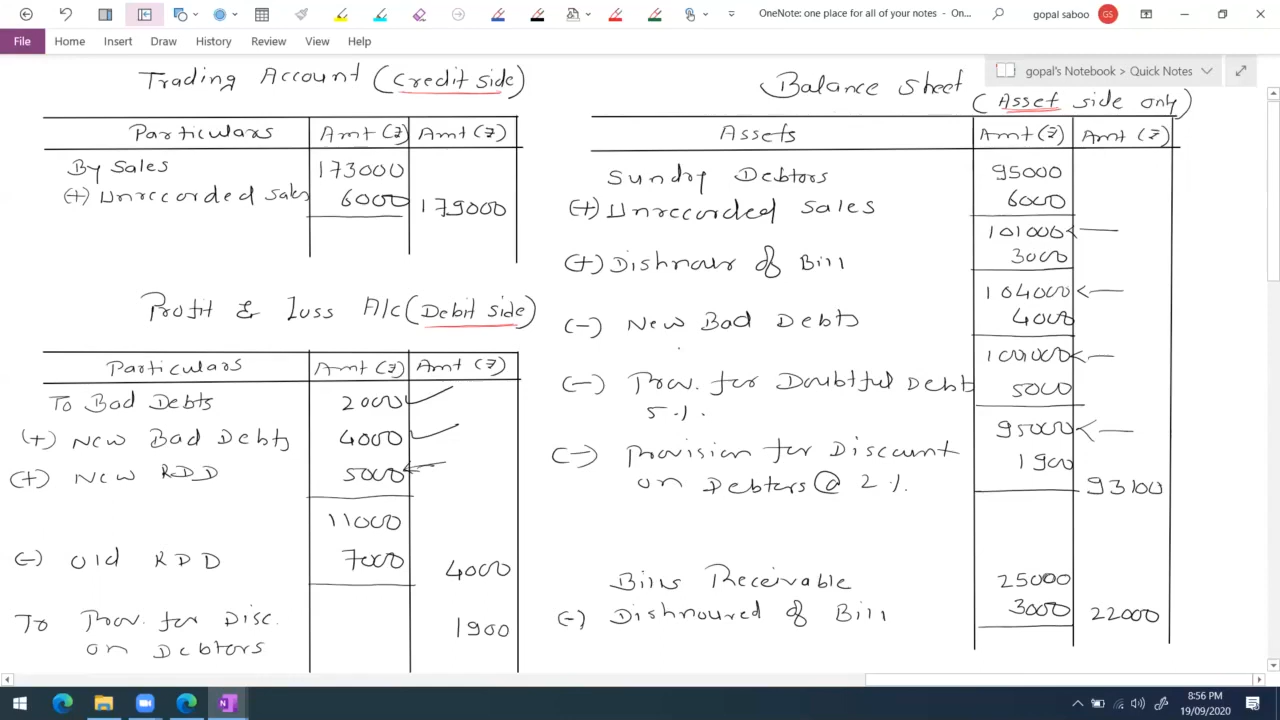 OneNote: one place for all of your notes - On...
gopal saboo
GS
File Home Insert Draw History Review View Help
gopal's Notebook > Quick Notes
Trading Account (Credit side)
Particulars Amt (₹) Amt (₹)
By Sales 173000
(+) Unrecorded Sales 6000 179000
Profit & Loss A/c (Debit side)
Particulars Amt (₹) Amt (₹)
To Bad Debts 2000
(+) New Bad Debts 4000
(+) New RDD 5000
11000
(-) Old RDD 7000 4000
To Prov. for Disc. 1900
on Debtors
Balance Sheet
(Asset side only)
Assets Amt (₹) Amt (₹)
Sundry Debtors 95000
(+) Unrecorded Sales 6000
101000
(+) Dishnour of Bill 3000
104000
(-) New Bad Debts 4000
100000
(-) Prov. for Doubtful Debt 5000
5%.
95000
(-) Provision for Discount 1900
on Debters @ 2%. 93100
Bills Receivable 25000
(-) Dishnoured of Bill 3000 22000
8:56 PM
19/09/2020